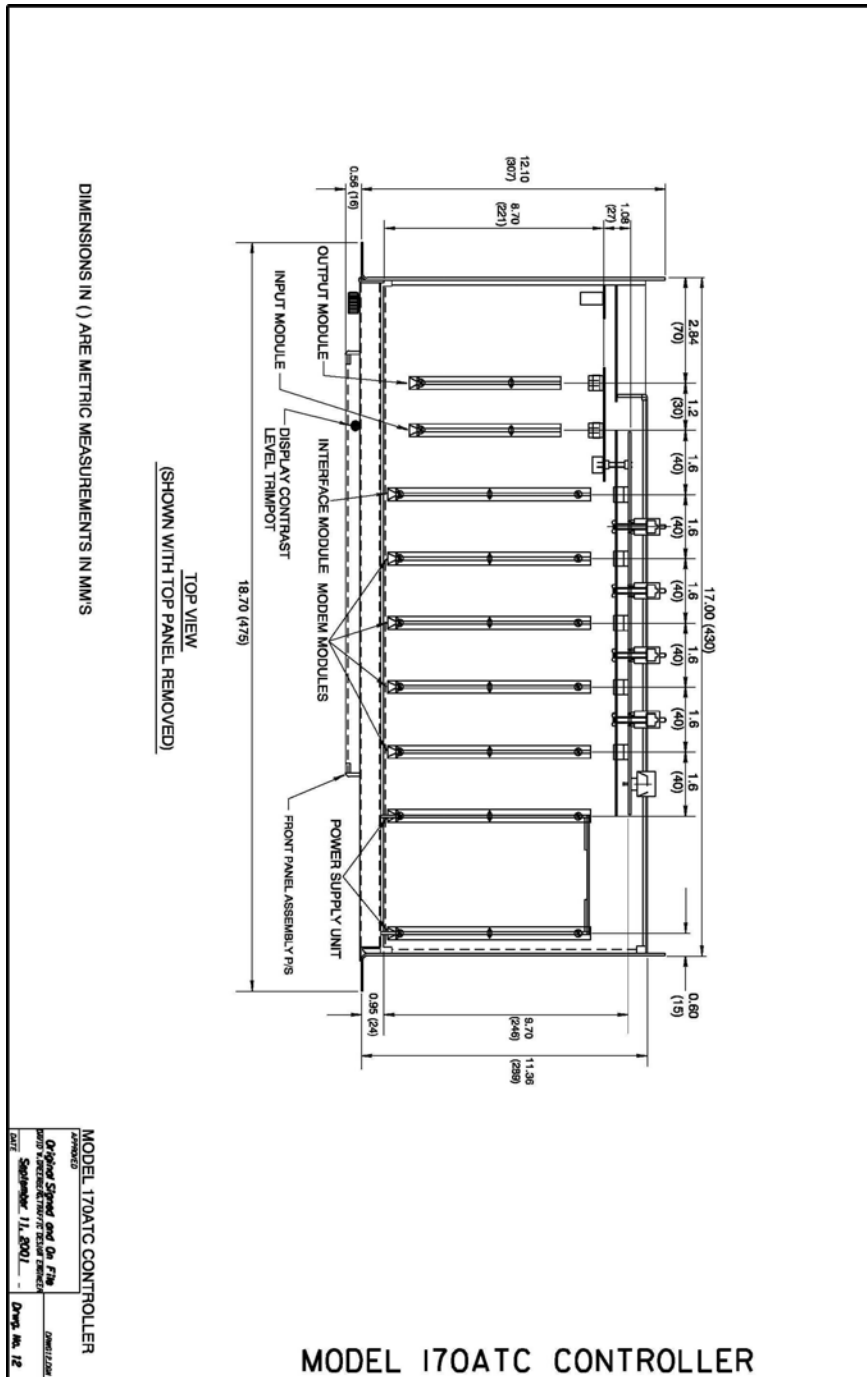 12.10
(307)
0.56 (16)
8.70
(221)
1.08
(27)
2.84
(70)
1.2
(30)
1.6
(40)
1.6
(40)
1.6
(40)
1.6
(40)
1.6
(40)
1.6
(40)
17.00 (430)
0.60
(15)
OUTPUT MODULE
INPUT MODULE
DISPLAY CONTRAST
LEVEL TRIMPOT
INTERFACE MODULE
MODEM MODULES
POWER SUPPLY UNIT
FRONT PANEL ASSEMBLY P/S
0.95 (24)
9.70
(246)
11.36
(289)
18.70 (475)
TOP VIEW
(SHOWN WITH TOP PANEL REMOVED)
DIMENSIONS IN ( ) ARE METRIC MEASUREMENTS IN MM'S
MODEL 170ATC CONTROLLER
APPROVED
Original Signed and On File
TRAFFIC DESIGN ENGINEER
DATE September 11, 2001
Drwg. No. 12
MODEL 170ATC CONTROLLER